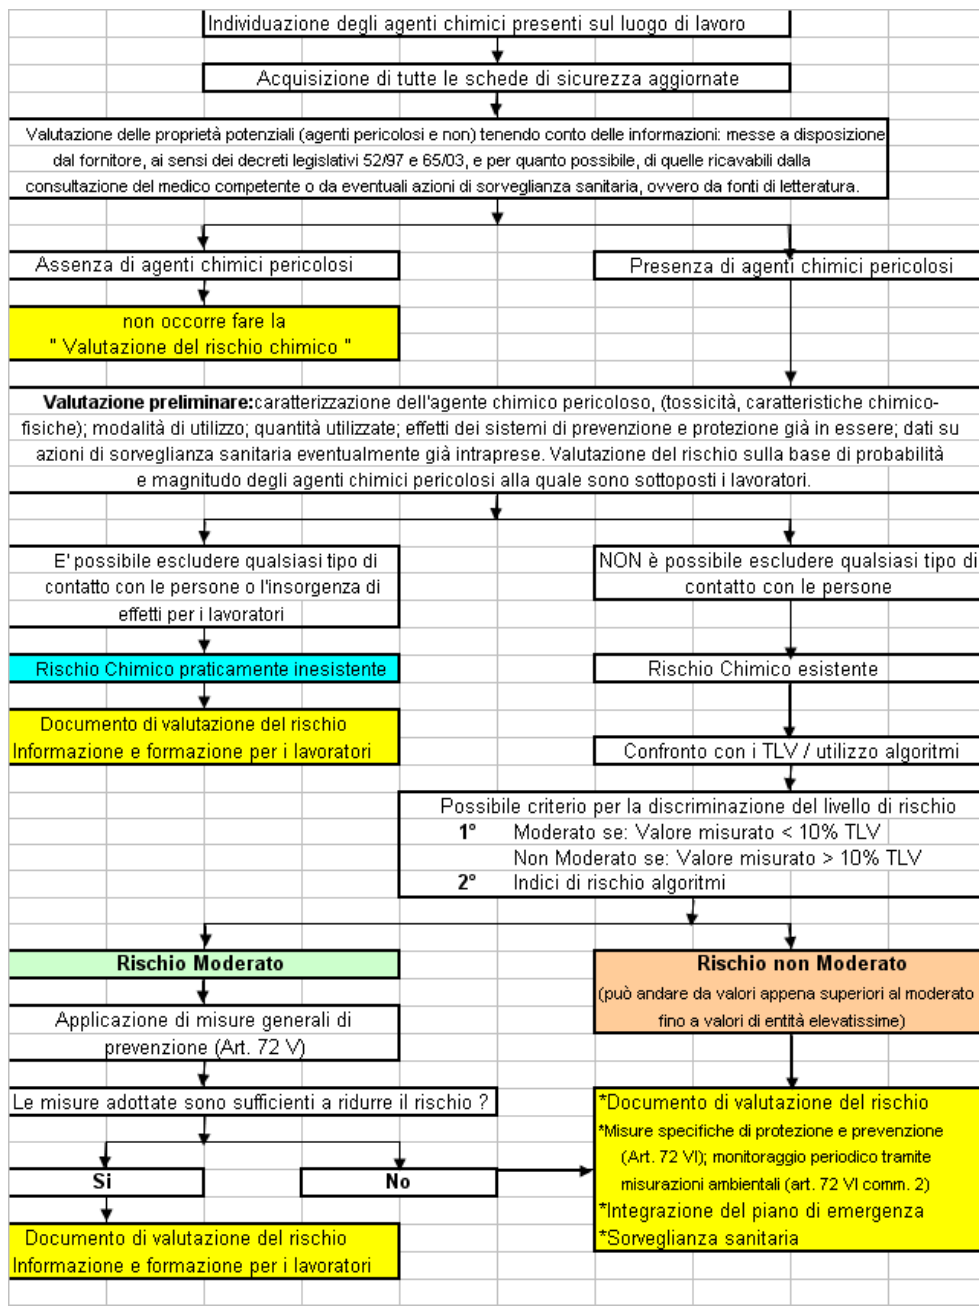 Individuazione degli agenti chimici presenti sul luogo di lavoro
Acquisizione di tutte le schede di sicurezza aggiornate
Valutazione delle proprietà potenziali (agenti pericolosi e non) tenendo conto delle informazioni: messe a disposizione
dal fornitore, ai sensi dei decreti legislativi 52/97 e 65/03, e per quanto possibile, di quelle ricavabili dalla
consultazione del medico competente o da eventuali azioni di sorveglianza sanitaria, ovvero da fonti di letteratura.
Assenza di agenti chimici pericolosi
Presenza di agenti chimici pericolosi
non occorre fare la
" Valutazione del rischio chimico "
Valutazione preliminare:caratterizzazione dell'agente chimico pericoloso, (tossicità, caratteristiche chimico-
fisiche); modalità di utilizzo; quantità utilizzate; effetti dei sistemi di prevenzione e protezione già in essere; dati su
azioni di sorveglianza sanitaria eventualmente già intraprese. Valutazione del rischio sulla base di probabilità
e magnitudo degli agenti chimici pericolosi alla quale sono sottoposti i lavoratori.
E' possibile escludere qualsiasi tipo di
contatto con le persone o l'insorgenza di
effetti per i lavoratori
NON è possibile escludere qualsiasi tipo di
contatto con le persone
Rischio Chimico praticamente inesistente
Rischio Chimico esistente
Documento di valutazione del rischio
Informazione e formazione per i lavoratori
Confronto con i TLV / utilizzo algoritmi
Possibile criterio per la discriminazione del livello di rischio
1° Moderato se: Valore misurato < 10% TLV
Non Moderato se: Valore misurato > 10% TLV
2° Indici di rischio algoritmi
Rischio Moderato
Rischio non Moderato
(può andare da valori appena superiori al moderato
fino a valori di entità elevatissime)
Applicazione di misure generali di
prevenzione (Art. 72 V)
Le misure adottate sono sufficienti a ridurre il rischio ?
Si
No
*Documento di valutazione del rischio
*Misure specifiche di protezione e prevenzione
(Art. 72 VI); monitoraggio periodico tramite
misurazioni ambientali (art. 72 VI comm. 2)
*Integrazione del piano di emergenza
*Sorveglianza sanitaria
Documento di valutazione del rischio
Informazione e formazione per i lavoratori